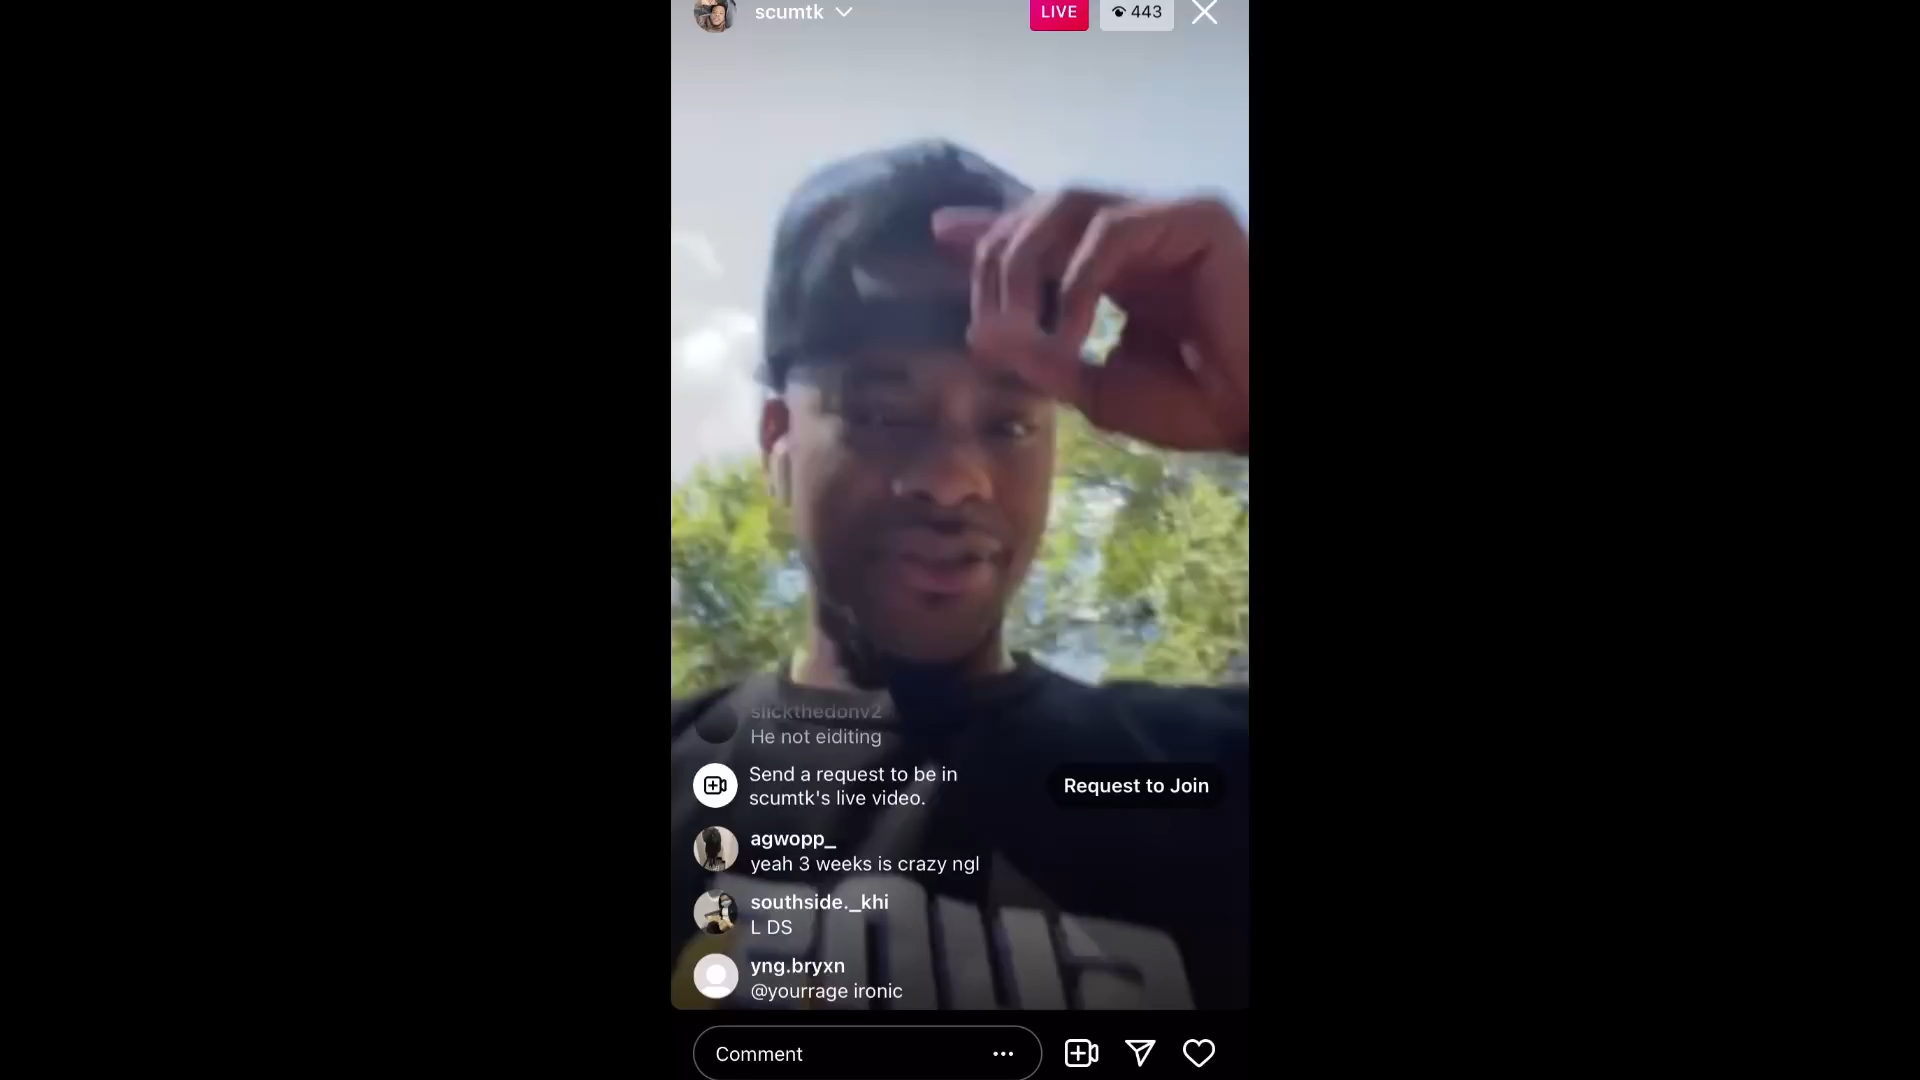 scumtk
LIVE
443
slickthedonv2
He not eiditing
Send a request to be in
scumtk's live video.
Request to Join
agwopp_
yeah 3 weeks is crazy ngl
southside._khi
L DS
yng.bryxn
@yourrage ironic
Comment